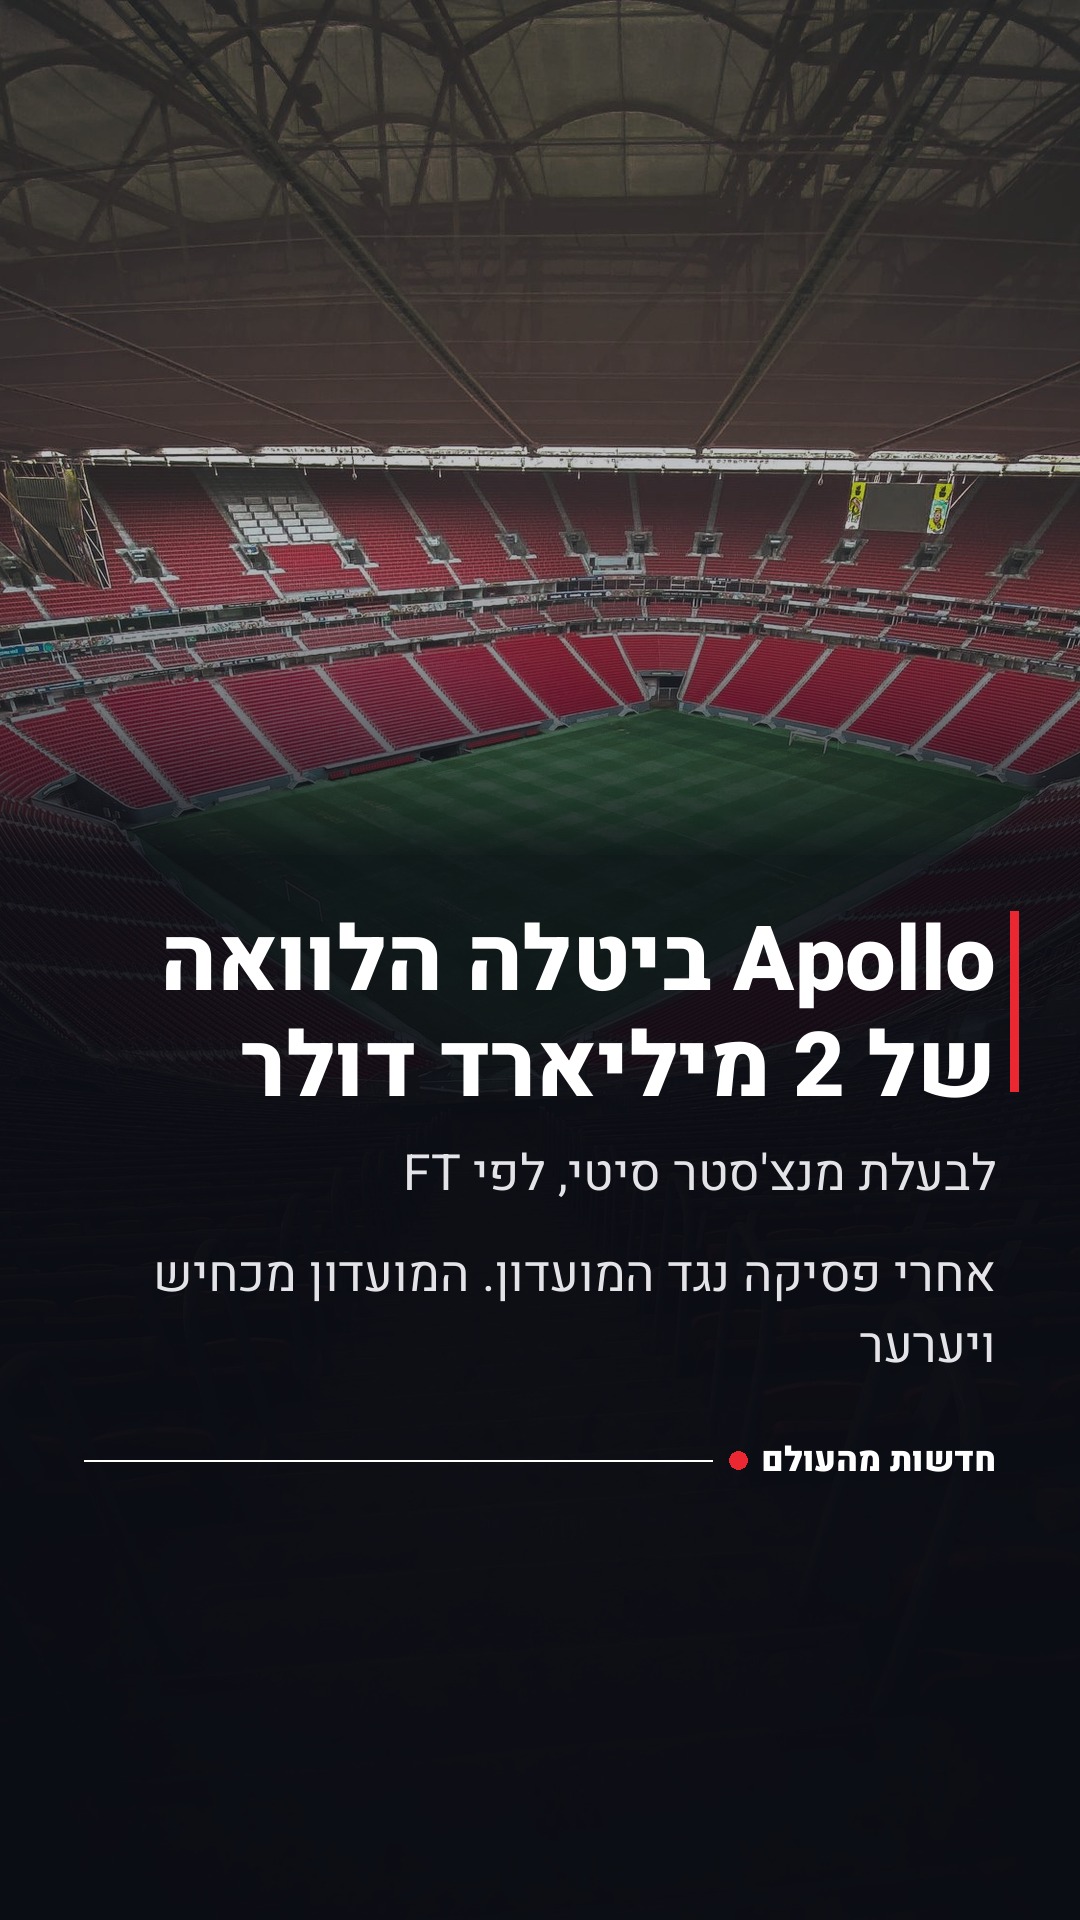 Apollo ביטלה הלוואה
של 2 מיליארד דולר
לבעלת מנצ'סטר סיטי, לפי FT
אחרי פסיקה נגד המועדון. המועדון מכחיש
ויערער
חדשות מהעולם